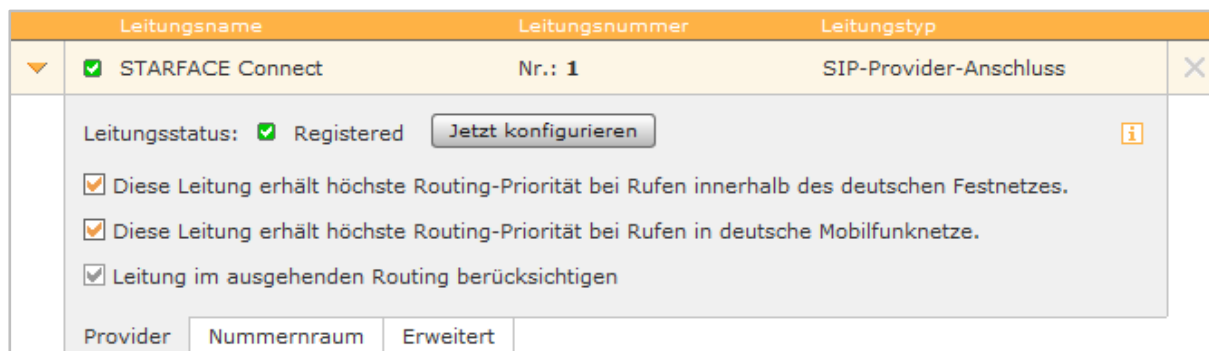 Leitungsname Leitungsnummer Leitungstyp
STARFACE Connect Nr.: 1 SIP-Provider-Anschluss
Leitungsstatus: Registered Jetzt konfigurieren
Diese Leitung erhält höchste Routing-Priorität bei Rufen innerhalb des deutschen Festnetzes.
Diese Leitung erhält höchste Routing-Priorität bei Rufen in deutsche Mobilfunknetze.
Leitung im ausgehenden Routing berücksichtigen
Provider Nummernraum Erweitert